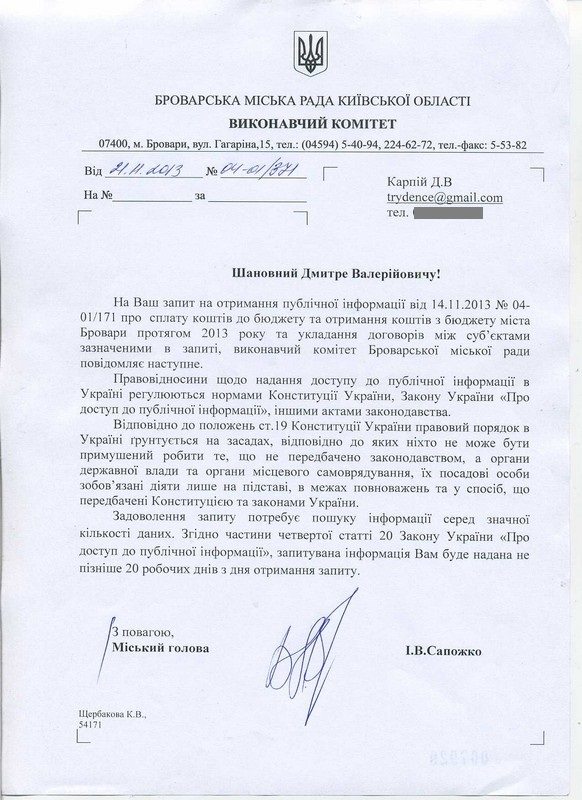 БРОВАРСЬКА МІСЬКА РАДА КИЇВСЬКОЇ ОБЛАСТІ
ВИКОНАВЧИЙ КОМІТЕТ
07400, м. Бровари, вул. Гагаріна,15, тел.: (04594) 5-40-94, 224-62-72, тел.-факс: 5-53-82
Від 21.11.2013 № 04-01/371
На № за
Карпій Д.В
trydence@gmail.com
тел.
Шановний Дмитре Валерійовичу!
На Ваш запит на отримання публічної інформації від 14.11.2013 № 04-
01/171 про сплату коштів до бюджету та отримання коштів з бюджету міста
Бровари протягом 2013 року та укладання договорів між суб’єктами
зазначеними в запиті, виконавчий комітет Броварської міської ради
повідомляє наступне.
Правовідносини щодо надання доступу до публічної інформації в
Україні регулюються нормами Конституції України, Закону України «Про
доступ до публічної інформації», іншими актами законодавства.
Відповідно до положень ст.19 Конституції України правовий порядок в
Україні ґрунтується на засадах, відповідно до яких ніхто не може бути
примушений робити те, що не передбачено законодавством, а органи
державної влади та органи місцевого самоврядування, їх посадові особи
зобов’язані діяти лише на підставі, в межах повноважень та у спосіб, що
передбачені Конституцією та законами України.
Задоволення запиту потребує пошуку інформації серед значної
кількості даних. Згідно частини четвертої статті 20 Закону України «Про
доступ до публічної інформації», запитувана інформація Вам буде надана не
пізніше 20 робочих днів з дня отримання запиту.
З повагою,
Міський голова І.В.Сапожко
Щербакова К.В.,
54171